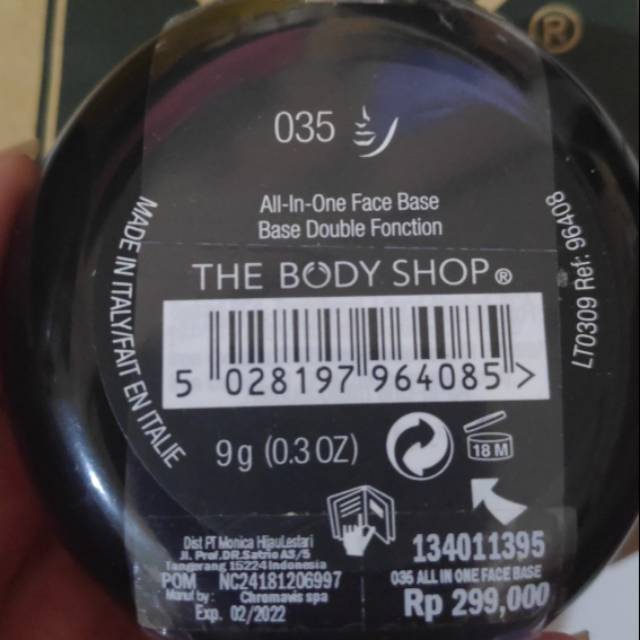 ®
035
All-In-One Face Base
Base Double Fonction
THE BODY SHOP®
MADE IN ITALY/FAIT EN ITALIE
LT0309 Ref: 96408
5 028197 964085 >
9 g (0.3 OZ)
18 M
Dist PT Monica HijauLestari
Jl. Prof.DR.Satrio A3/5
Tangerang 15224 Indonesia
POM NC24181206997
Manuf by: Chromavis spa
Exp. 02/2022
134011395
035 ALL IN ONE FACE BASE
Rp 299,000